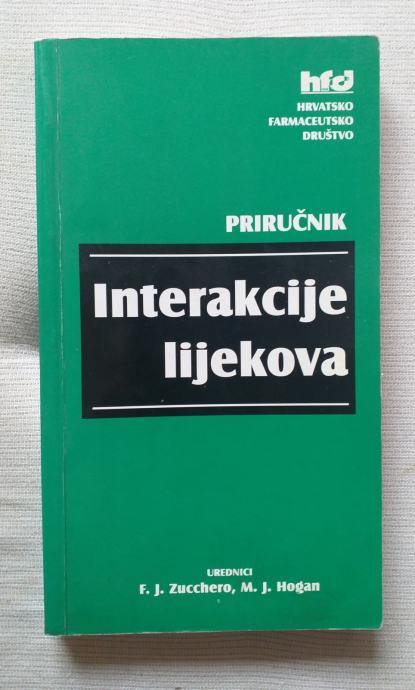 hfd
HRVATSKO
FARMACEUTSKO
DRUŠTVO
PRIRUČNIK
Interakcije
lijekova
UREDNICI
F. J. Zucchero, M. J. Hogan